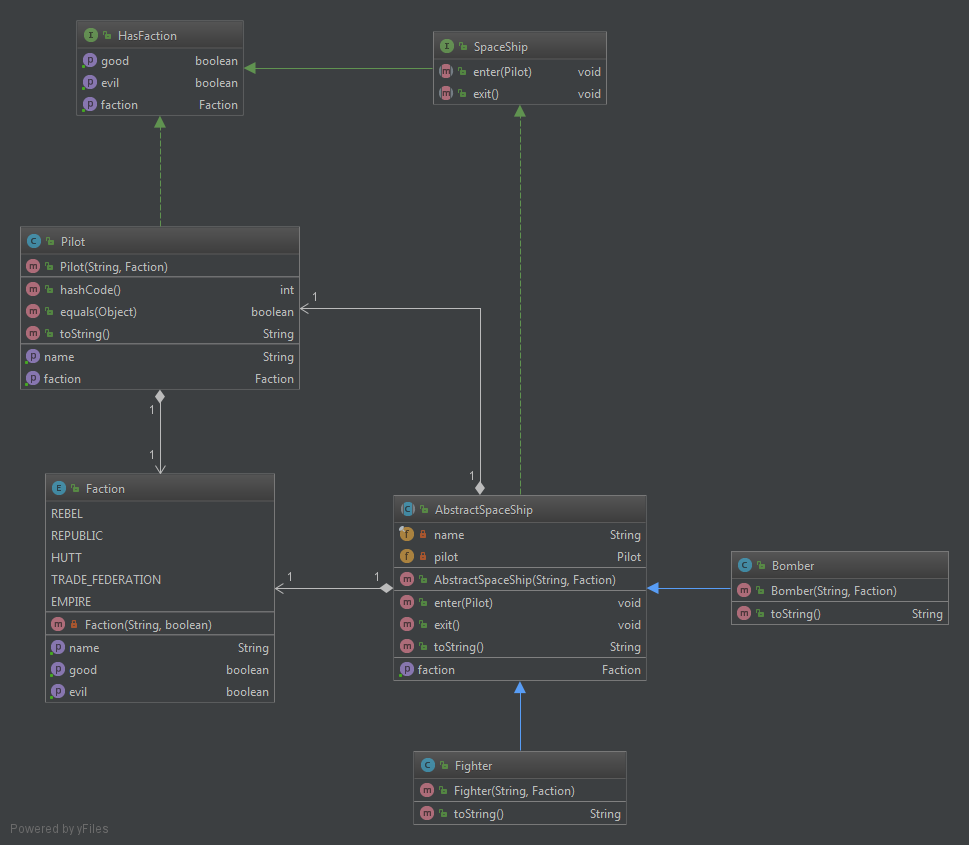 HasFaction
good boolean
evil boolean
faction Faction
SpaceShip
enter(Pilot) void
exit() void
Pilot
Pilot(String, Faction)
hashCode() int
equals(Object) boolean
toString() String
name String
faction Faction
1
1
1
1
Faction
REBEL
REPUBLIC
HUTT
TRADE_FEDERATION
EMPIRE
Faction(String, boolean)
name String
good boolean
evil boolean
1 1
AbstractSpaceShip
name String
pilot Pilot
AbstractSpaceShip(String, Faction)
enter(Pilot) void
exit() void
toString() String
faction Faction
Bomber
Bomber(String, Faction)
toString() String
Fighter
Fighter(String, Faction)
toString() String
Powered by yFiles